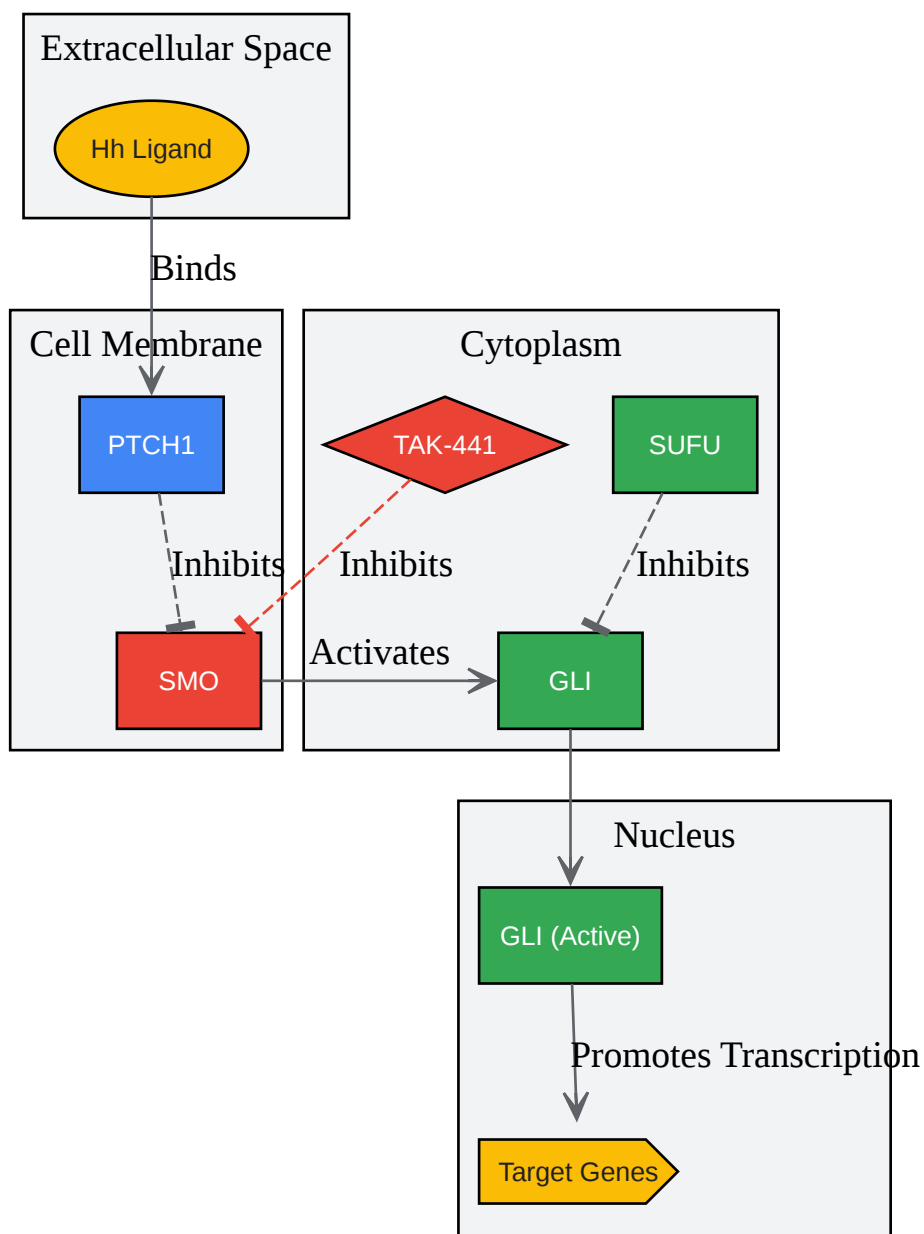 Extracellular Space
Hh Ligand
Binds
Cell Membrane
Cytoplasm
PTCH1
TAK-441
SUFU
Inhibits
Inhibits
Inhibits
Activates
SMO
GLI
Nucleus
GLI (Active)
Promotes Transcription
Target Genes